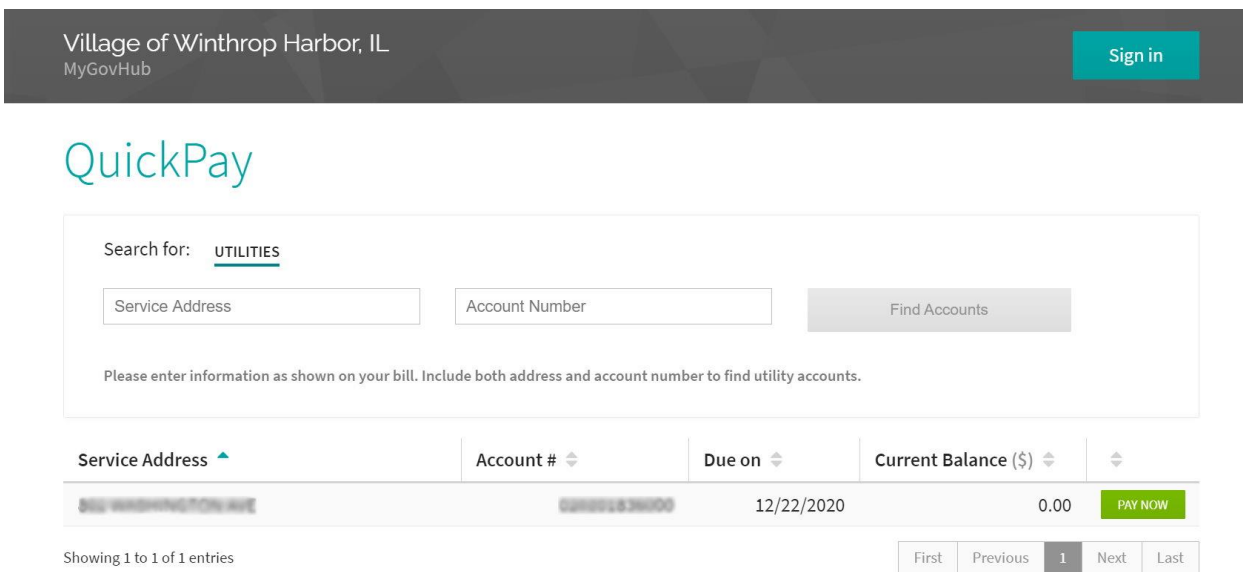 Village of Winthrop Harbor, IL
MyGovHub
Sign in
QuickPay
Search for: UTILITIES
Service Address Account Number Find Accounts
Please enter information as shown on your bill. Include both address and account number to find utility accounts.
Service Address Account # Due on Current Balance ($)
12/22/2020 0.00 PAY NOW
Showing 1 to 1 of 1 entries First Previous 1 Next Last